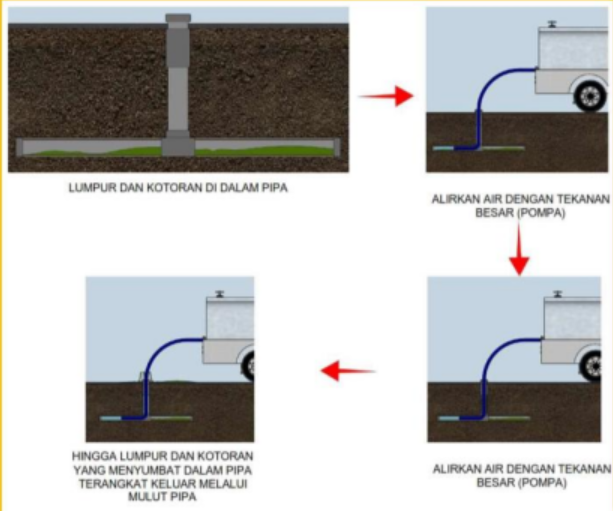 LUMPUR DAN KOTORAN DI DALAM PIPA
ALIRKAN AIR DENGAN TEKANAN
BESAR (POMPA)
ALIRKAN AIR DENGAN TEKANAN
BESAR (POMPA)
HINGGA LUMPUR DAN KOTORAN
YANG MENYUMBAT DALAM PIPA
TERANGKAT KELUAR MELALUI
MULUT PIPA